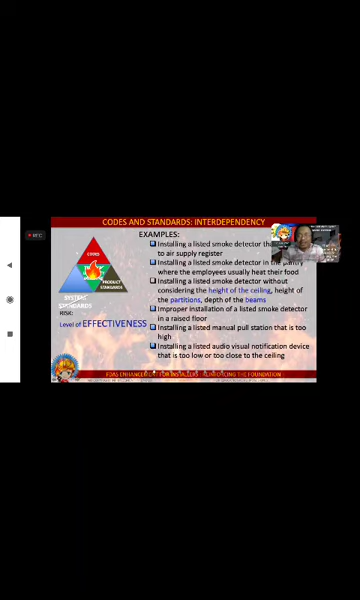 REC
CODES AND STANDARDS: INTERDEPENDENCY
EXAMPLES:
Installing a listed smoke detector
to air supply register
Installing a listed smoke detector in the pantry
where the employees usually heat their food
Installing a listed smoke detector without
considering the height of the ceiling, height of
the partitions, depth of the beams
Improper installation of a listed smoke detector
in a raised floor
Installing a listed manual pull station that is too
high
Installing a listed audio visual notification device
that is too low or too close to the ceiling
CODES
PRODUCT
STANDARDS
SYSTEM
STANDARDS
RISK:
Level of EFFECTIVENESS
FDAS ENHANCEMENT FOR INSTALLERS - REINFORCING THE FOUNDATION